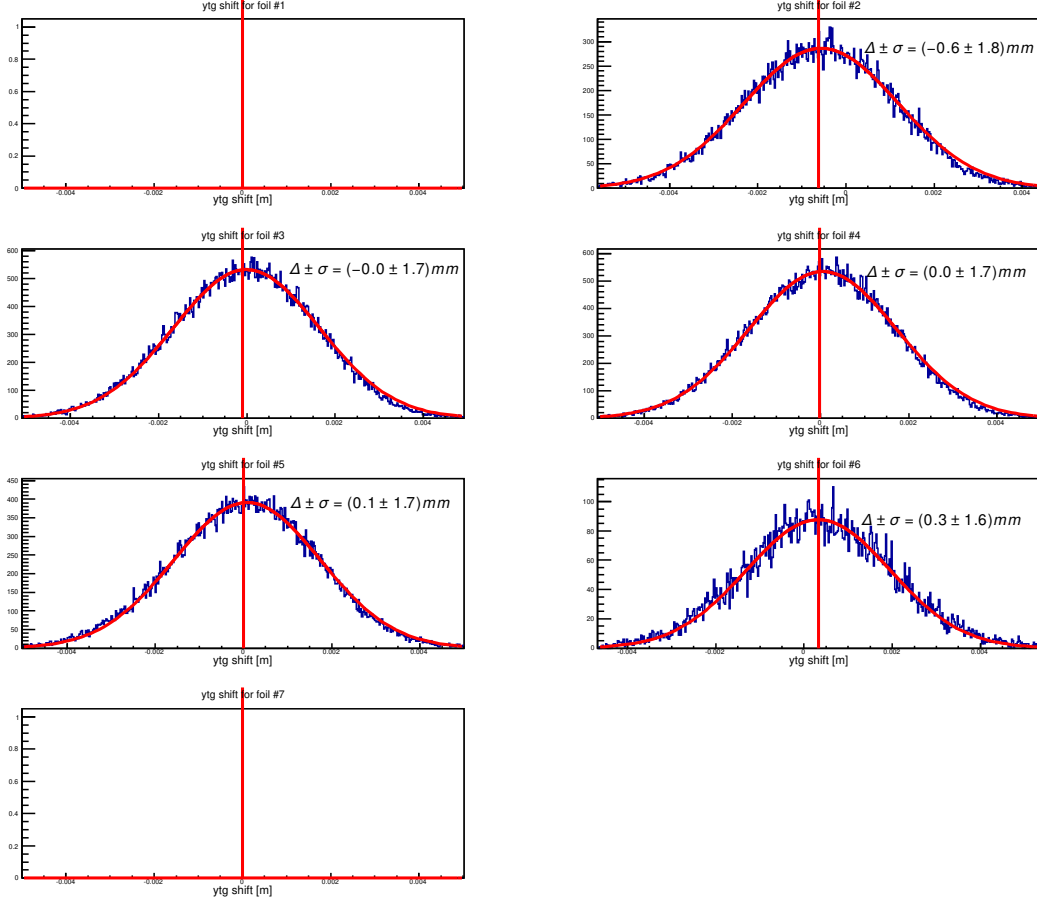 ytg shift for foil #1
1
0.8
0.6
0.4
0.2
0
-0.004 -0.002 0 0.002 0.004
ytg shift [m]
ytg shift for foil #2
Δ ± σ = (−0.6 ± 1.8)mm
300
250
200
150
100
50
0
-0.004 -0.002 0 0.002 0.004
ytg shift [m]
ytg shift for foil #3
600
Δ ± σ = (−0.0 ± 1.7)mm
500
400
300
200
100
0
-0.004 -0.002 0 0.002 0.004
ytg shift [m]
ytg shift for foil #4
600
Δ ± σ = (0.0 ± 1.7)mm
500
400
300
200
100
0
-0.004 -0.002 0 0.002 0.004
ytg shift [m]
ytg shift for foil #5
450
400
Δ ± σ = (0.1 ± 1.7)mm
350
300
250
200
150
100
50
0
-0.004 -0.002 0 0.002 0.004
ytg shift [m]
ytg shift for foil #6
100
Δ ± σ = (0.3 ± 1.6)mm
80
60
40
20
0
-0.004 -0.002 0 0.002 0.004
ytg shift [m]
ytg shift for foil #7
1
0.8
0.6
0.4
0.2
0
-0.004 -0.002 0 0.002 0.004
ytg shift [m]